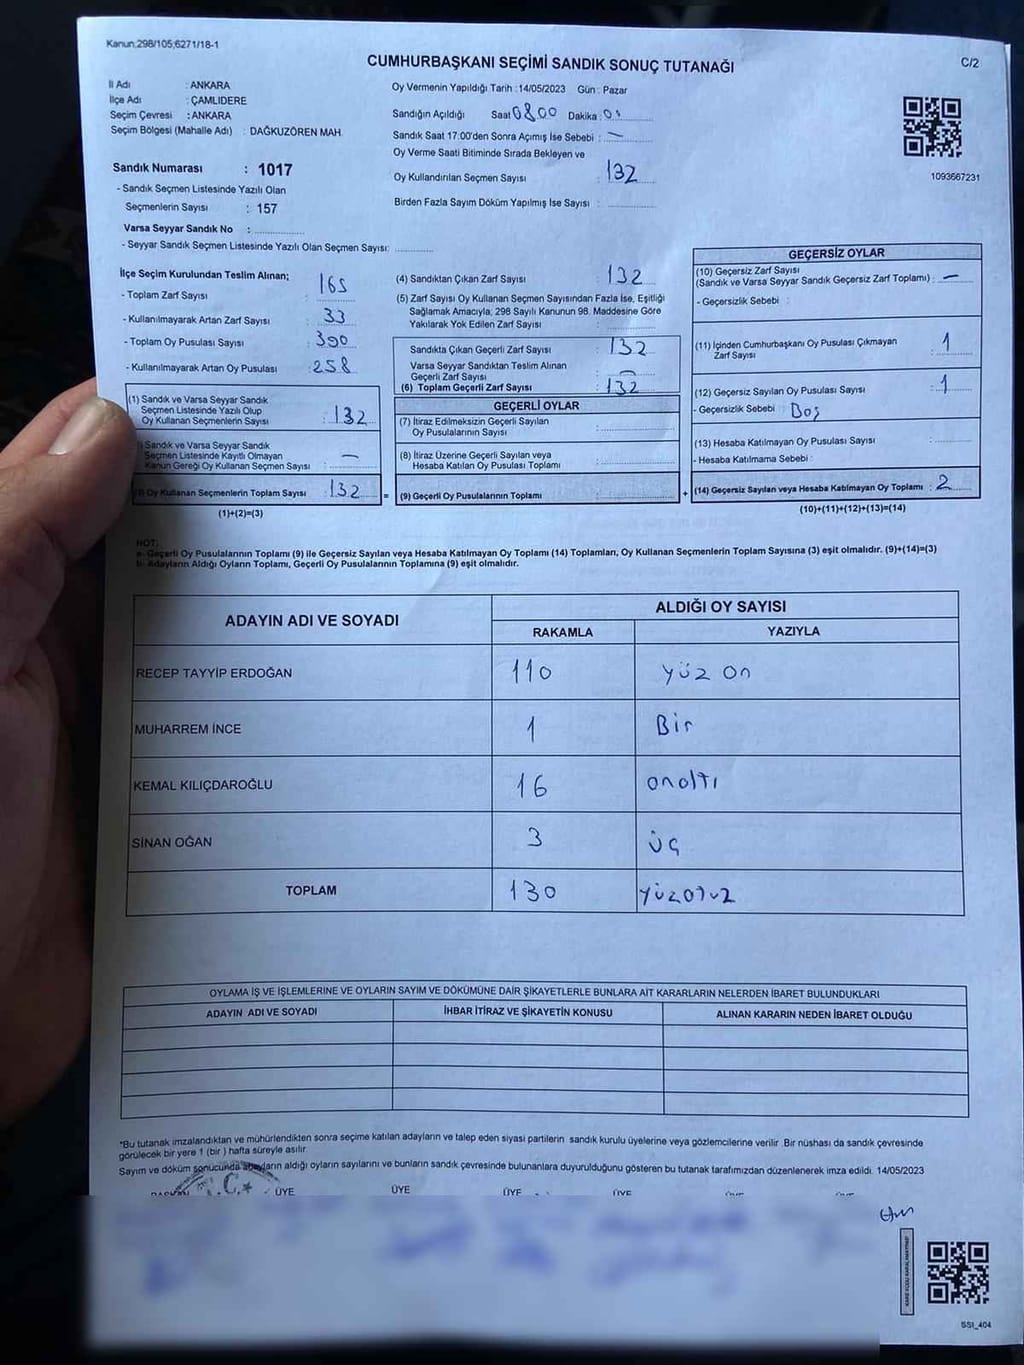 Kanun:298/105;6271/18-1
CUMHURBAŞKANI SEÇİMİ SANDIK SONUÇ TUTANAĞI
C/2
İl Adı : ANKARA
İlçe Adı : ÇAMLIDERE
Seçim Çevresi : ANKARA
Seçim Bölgesi (Mahalle Adı) : DAĞKUZÖREN MAH.
Sandık Numarası : 1017
- Sandık Seçmen Listesinde Yazılı Olan
Seçmenlerin Sayısı : 157
Varsa Seyyar Sandık No :
- Seyyar Sandık Seçmen Listesinde Yazılı Olan Seçmen Sayısı:
Oy Vermenin Yapıldığı Tarih :14/05/2023 Gün : Pazar
Sandığın Açıldığı Saat 0800 Dakika :
Sandık Saat 17:00'den Sonra Açımış İse Sebebi : —
Oy Verme Saati Bitiminde Sırada Bekleyen ve
Oy Kullandırılan Seçmen Sayısı : 132
Birden Fazla Sayım Döküm Yapılmış İse Sayısı :
1093667231
İlçe Seçim Kurulundan Teslim Alınan;
- Toplam Zarf Sayısı : 165
- Kullanılmayarak Artan Zarf Sayısı : 33
- Toplam Oy Pusulası Sayısı : 390
- Kullanılmayarak Artan Oy Pusulası : 258
(1) Sandık ve Varsa Seyyar Sandık
Seçmen Listesinde Yazılı Olup
Oy Kullanan Seçmenlerin Sayısı : 132
Sandık ve Varsa Seyyar Sandık
Seçmen Listesinde Kayıtlı Olmayan
Kanun Gereği Oy Kullanan Seçmen Sayısı : —
Oy Kullanan Seçmenlerin Toplam Sayısı : 132 =
(1)+(2)=(3)
(4) Sandıktan Çıkan Zarf Sayısı : 132
(5) Zarf Sayısı Oy Kullanan Seçmen Sayısından Fazla İse, Eşitliği
Sağlamak Amacıyla, 298 Sayılı Kanunun 98. Maddesine Göre
Yakılarak Yok Edilen Zarf Sayısı :
Sandıkta Çıkan Geçerli Zarf Sayısı : 132
Varsa Seyyar Sandıktan Teslim Alınan
Geçerli Zarf Sayısı : —
(6) Toplam Geçerli Zarf Sayısı : 132
GEÇERLİ OYLAR
(7) İtiraz Edilmeksizin Geçerli Sayılan
Oy Pusulalarının Sayısı :
(8) İtiraz Üzerine Geçerli Sayılan veya
Hesaba Katılan Oy Pusulası Toplamı :
(9) Geçerli Oy Pusulalarının Toplamı : +
GEÇERSİZ OYLAR
(10) Geçersiz Zarf Sayısı
(Sandık ve Varsa Seyyar Sandık Geçersiz Zarf Toplamı) : —
- Geçersizlik Sebebi :
(11) İçinden Cumhurbaşkanı Oy Pusulası Çıkmayan
Zarf Sayısı : 1
(12) Geçersiz Sayılan Oy Pusulası Sayısı : 1
- Geçersizlik Sebebi : Boş
(13) Hesaba Katılmayan Oy Pusulası Sayısı :
- Hesaba Katılmama Sebebi :
(14) Geçersiz Sayılan veya Hesaba Katılmayan Oy Toplamı : 2
(10)+(11)+(12)+(13)=(14)
NOT:
a- Geçerli Oy Pusulalarının Toplamı (9) ile Geçersiz Sayılan veya Hesaba Katılmayan Oy Toplamı (14) Toplamları, Oy Kullanan Seçmenlerin Toplam Sayısına (3) eşit olmalıdır. (9)+(14)=(3)
b- Adayların Aldığı Oyların Toplamı, Geçerli Oy Pusulalarının Toplamına (9) eşit olmalıdır.
ADAYIN ADI VE SOYADI
ALDIĞI OY SAYISI
RAKAMLA YAZIYLA
RECEP TAYYİP ERDOĞAN 110 yüz on
MUHARREM İNCE 1 Bir
KEMAL KILIÇDAROĞLU 16 onaltı
SİNAN OĞAN 3 üç
TOPLAM 130 yüzotuz
OYLAMA İŞ VE İŞLEMLERİNE VE OYLARIN SAYIM VE DÖKÜMÜNE DAİR ŞİKAYETLERLE BUNLARA AİT KARARLARIN NELERDEN İBARET BULUNDUKLARI
ADAYIN ADI VE SOYADI İHBAR İTİRAZ VE ŞİKAYETİN KONUSU ALINAN KARARIN NEDEN İBARET OLDUĞU
*Bu tutanak imzalandıktan ve mühürlendikten sonra seçime katılan adayların ve talep eden siyasi partilerin sandık kurulu üyelerine veya gözlemcilerine verilir. Bir nüshası da sandık çevresinde
görülecek bir yere 1 (bir ) hafta süreyle asılır.
Sayım ve döküm sonucunda adayların aldığı oyların sayılarını ve bunların sandık çevresinde bulunanlara duyurulduğunu gösteren bu tutanak tarafımızdan düzenlenerek imza edildi. 14/05/2023
BAŞKAN ÜYE ÜYE ÜYE ÜYE
T.C.
SSI_404